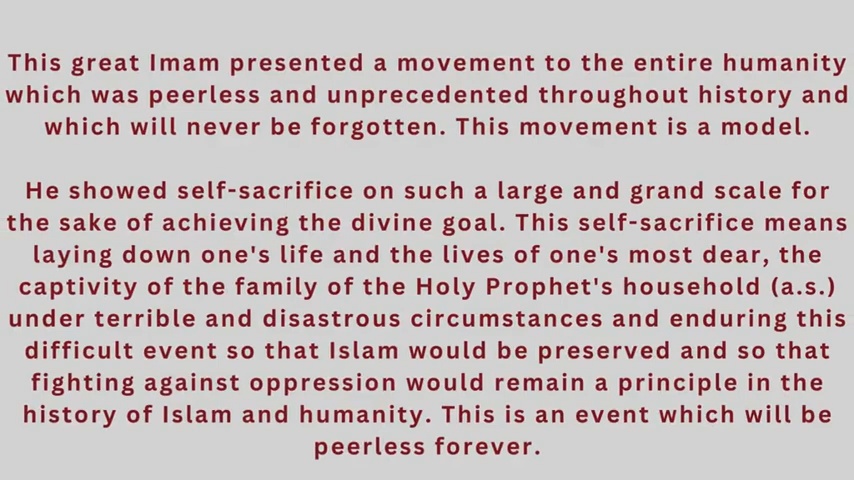 This great Imam presented a movement to the entire humanity
which was peerless and unprecedented throughout history and
which will never be forgotten. This movement is a model.
He showed self-sacrifice on such a large and grand scale for
the sake of achieving the divine goal. This self-sacrifice means
laying down one's life and the lives of one's most dear, the
captivity of the family of the Holy Prophet's household (a.s.)
under terrible and disastrous circumstances and enduring this
difficult event so that Islam would be preserved and so that
fighting against oppression would remain a principle in the
history of Islam and humanity. This is an event which will be
peerless forever.